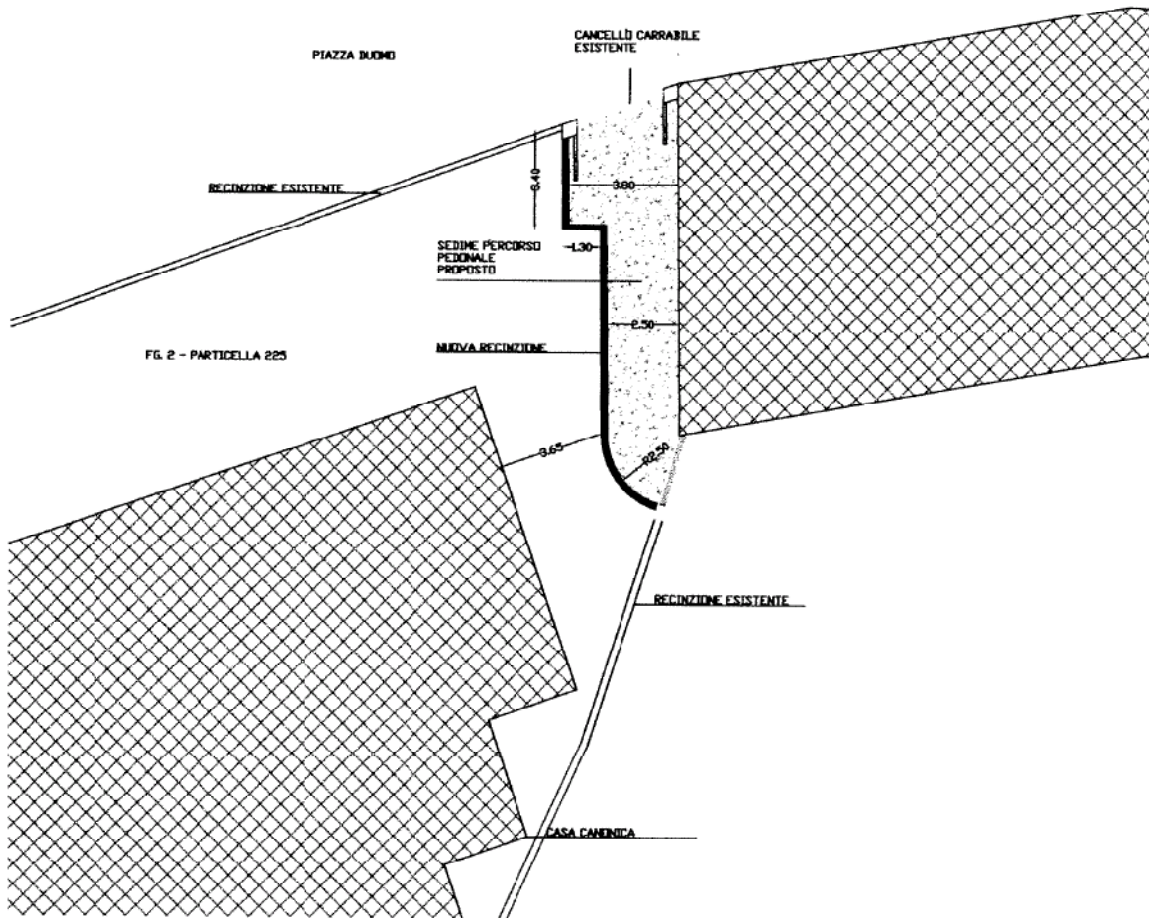 CANCELLO CARRABILE
ESISTENTE
PIAZZA DUOMO
RECINZIONE ESISTENTE
3.40
3.80
1.30
SEDIME PERCORSO
PEDONALE
PROPOSTO
2.50
NUOVA RECINZIONE
FG. 2 - PARTICELLA 225
3.65
R2.50
RECINZIONE ESISTENTE
CASA CANONICA